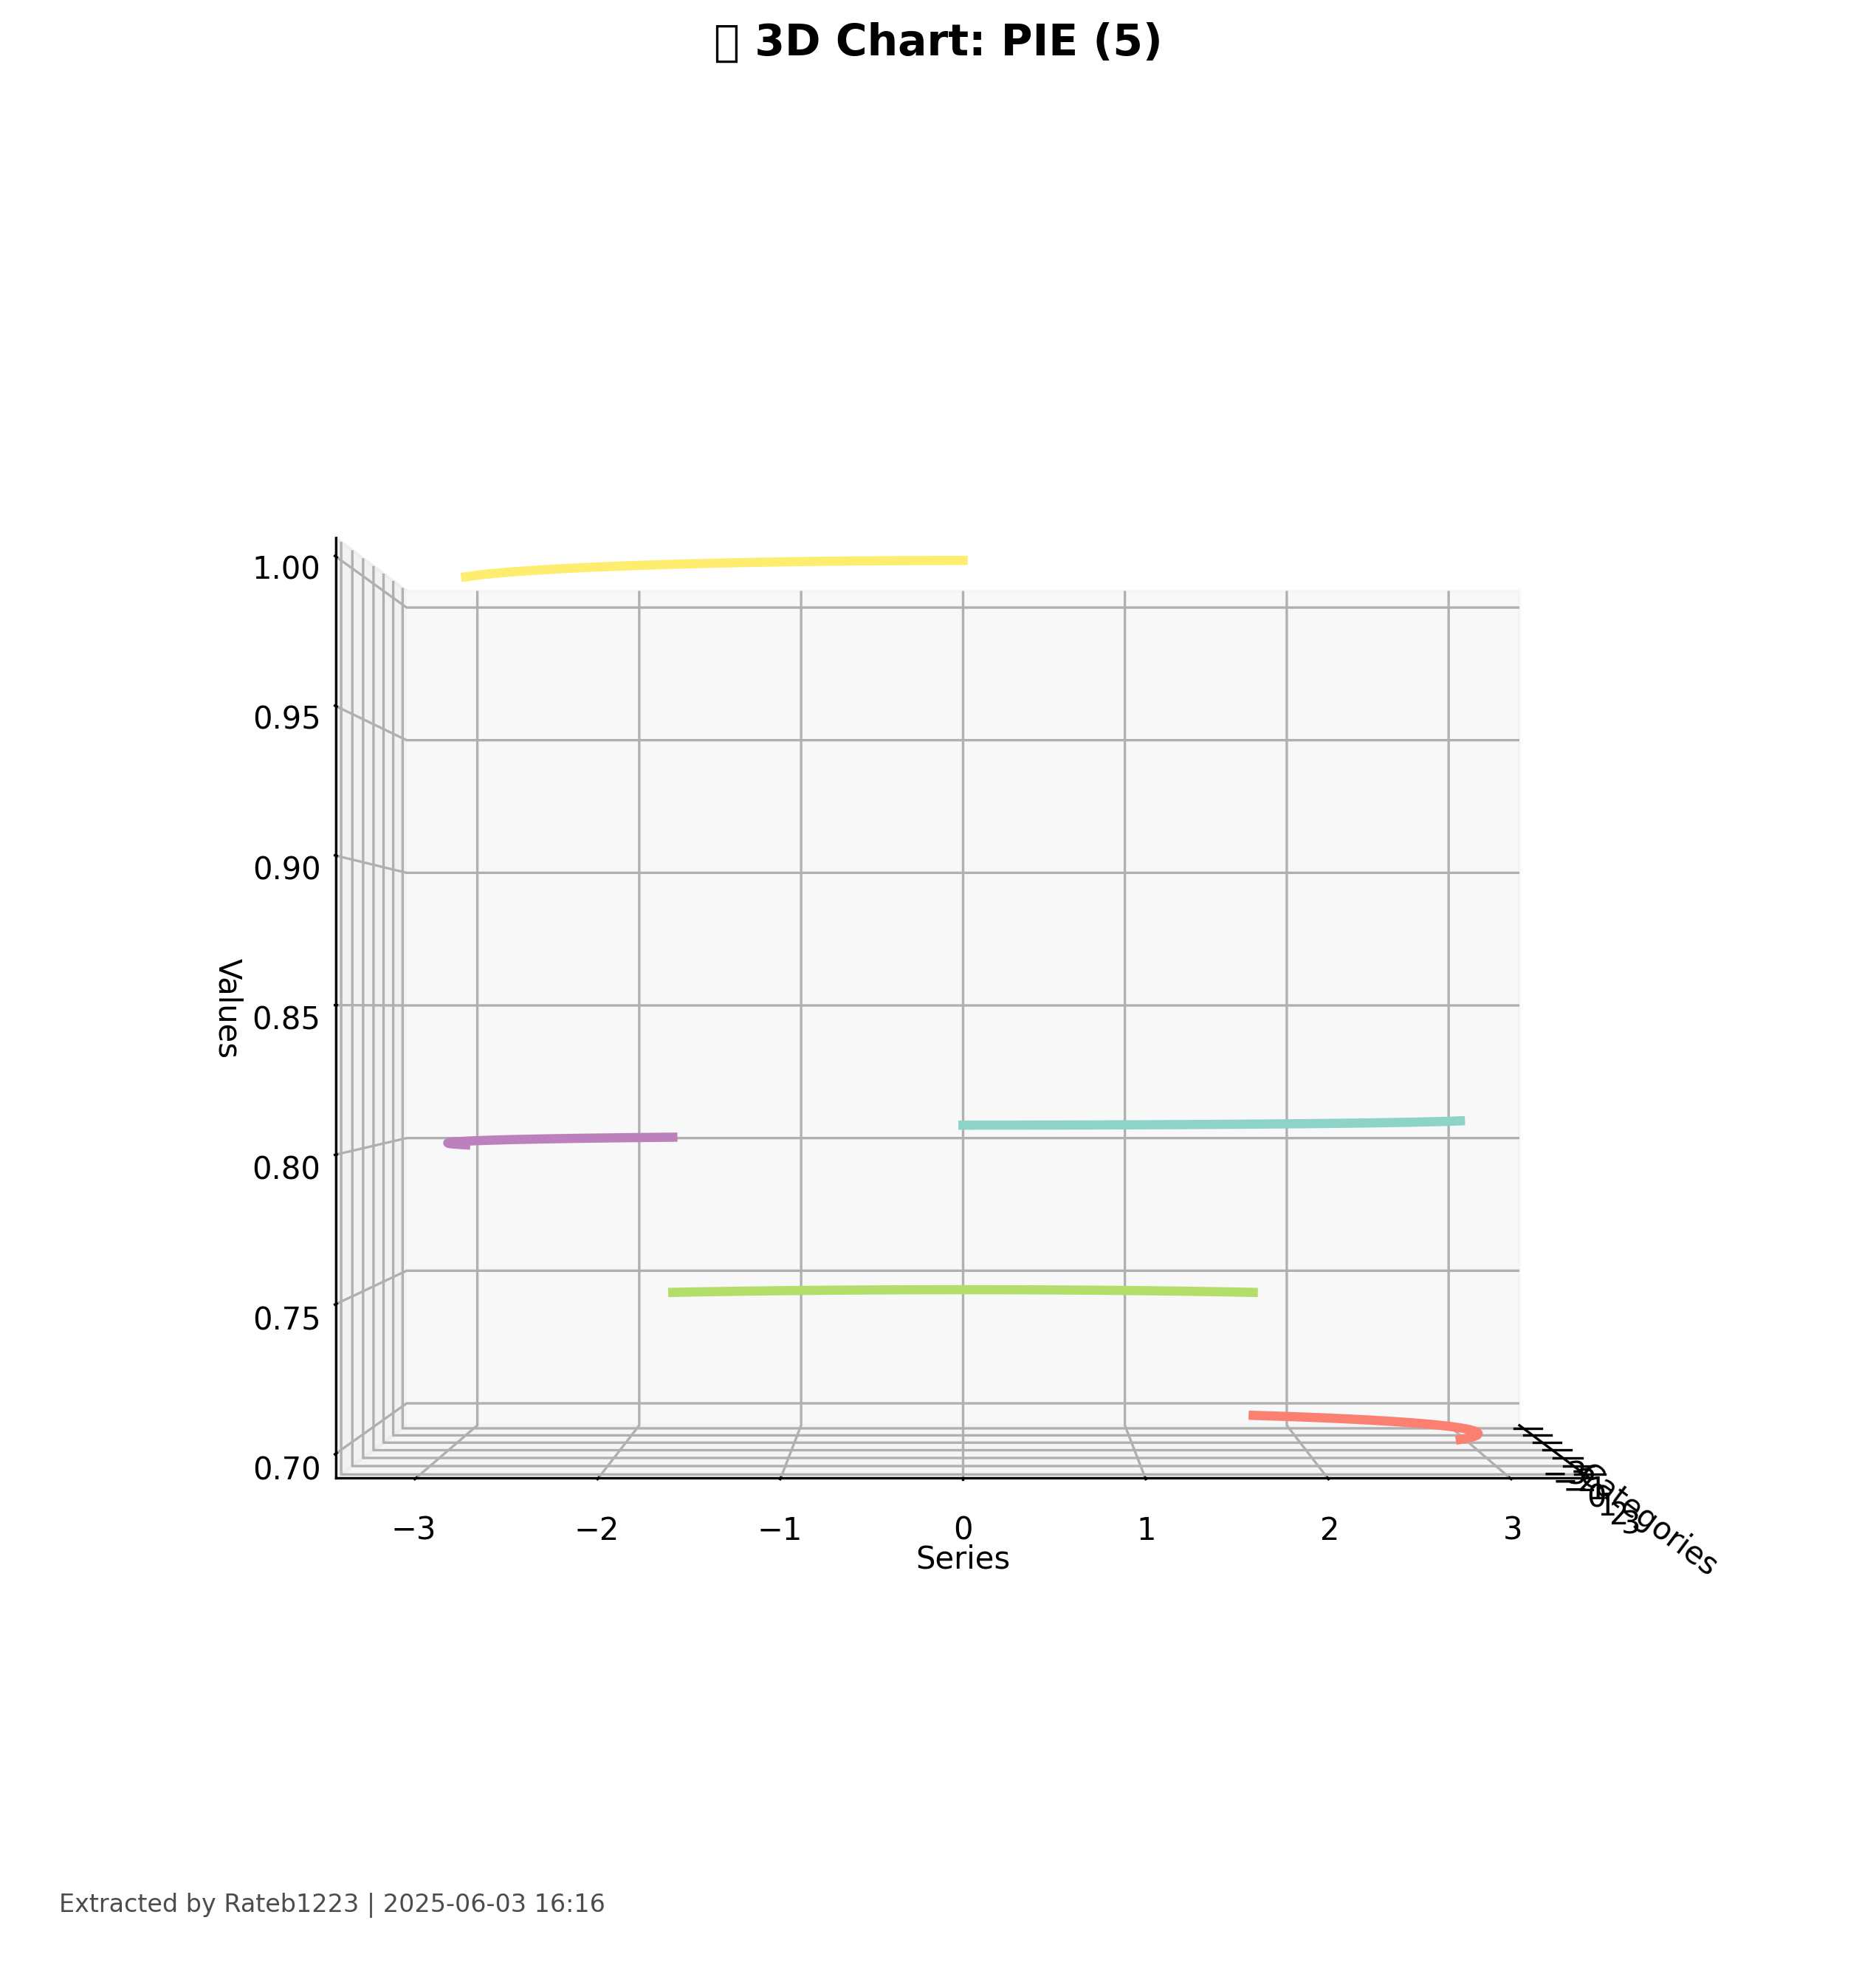 3D Chart: PIE (5)
1.00
0.95
0.90
0.85
0.80
0.75
0.70
Values
−3
−2
−1
0
1
2
3
Series
Categories
Extracted by Rateb1223 | 2025-06-03 16:16